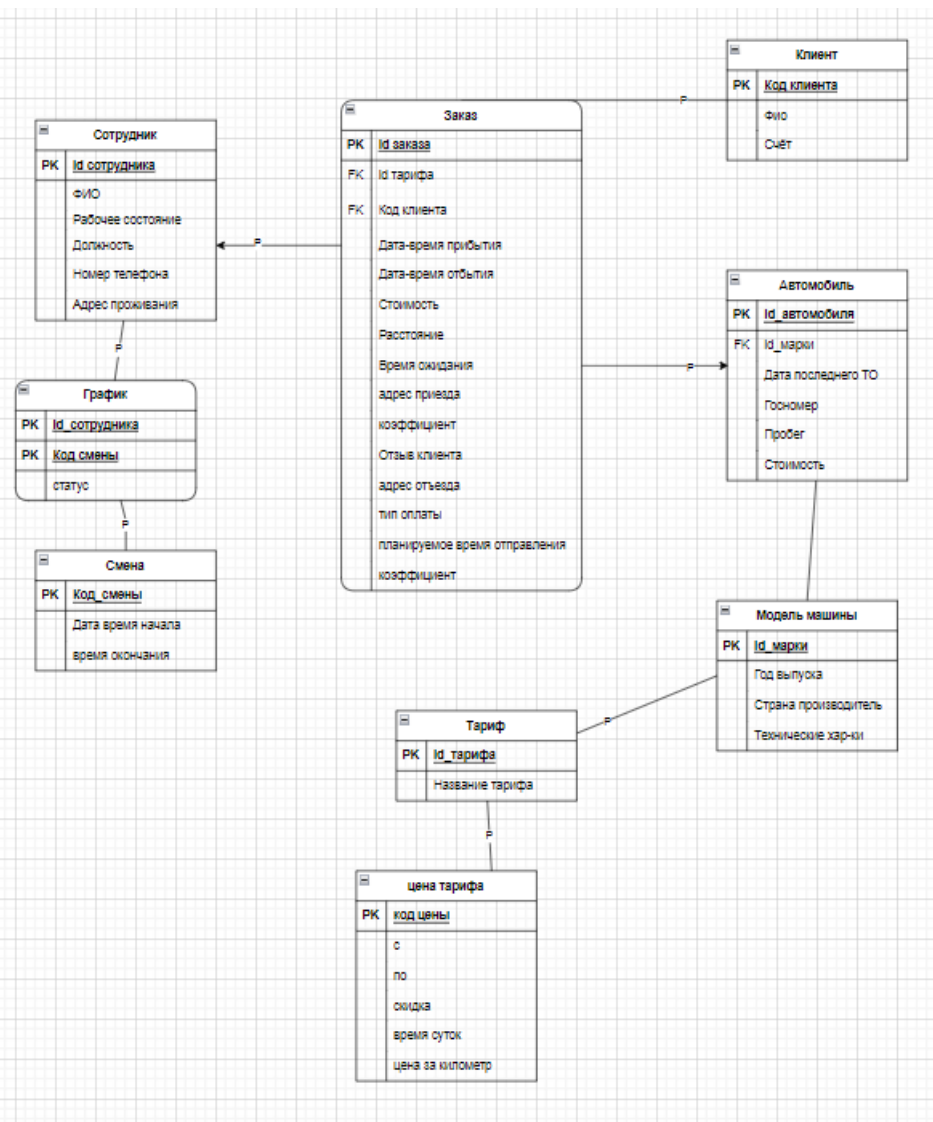 Клиент
PK Код клиента
Фио
Счёт
P
Заказ
PK Id заказа
FK Id тарифа
FK Код клиента
Дата-время прибытия
Дата-время отбытия
Стоимость
Расстояние
Время ожидания
адрес приезда
коэффициент
Отзыв клиента
адрес отъезда
тип оплаты
планируемое время отправления
коэффициент
Сотрудник
PK Id сотрудника
ФИО
Рабочее состояние
Должность
Номер телефона
Адрес проживания
P
P
График
PK Id_сотрудника
PK Код смены
статус
P
Смена
PK Код_смены
Дата время начала
время окончания
Автомобиль
PK Id_автомобиля
FK Id_марки
Дата последнего ТО
Госномер
Пробег
Стоимость
P
Модель машины
PK Id_марки
Год выпуска
Страна производитель
Технические хар-ки
P
Тариф
PK Id_тарифа
Название тарифа
P
цена тарифа
PK код цены
с
по
скидка
время суток
цена за километр